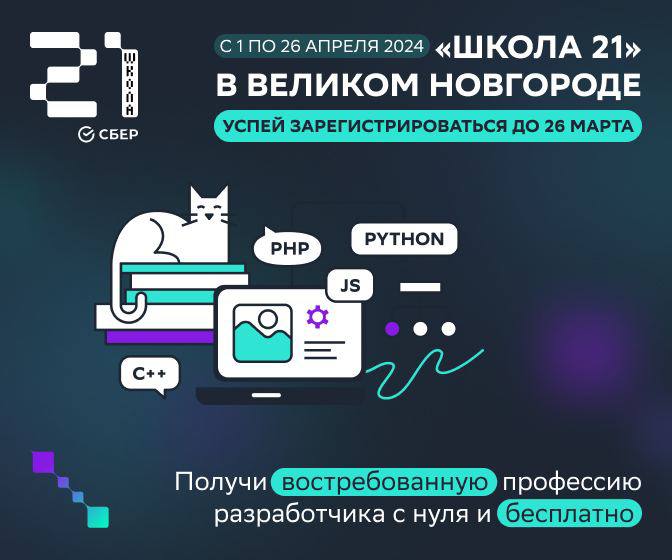 21
ШКОЛА
СБЕР
С 1 ПО 26 АПРЕЛЯ 2024 «ШКОЛА 21»
В ВЕЛИКОМ НОВГОРОДЕ
УСПЕЙ ЗАРЕГИСТРИРОВАТЬСЯ ДО 26 МАРТА
PHP
PYTHON
JS
C++
Получи востребованную профессию
разработчика с нуля и бесплатно